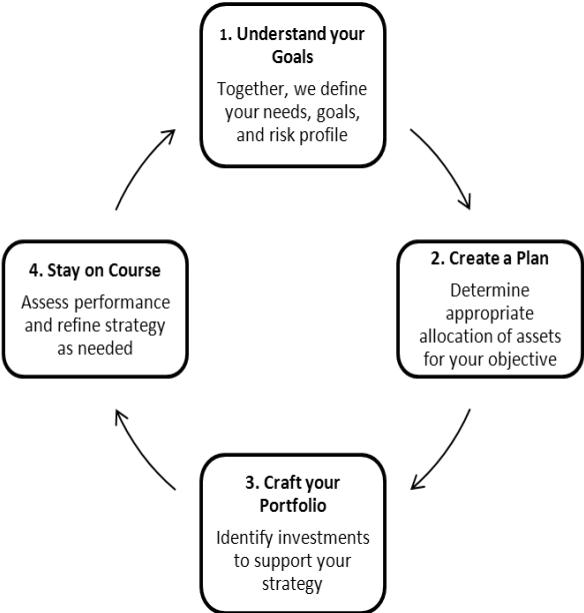 1. Understand your
Goals
Together, we define
your needs, goals,
and risk profile
2. Create a Plan
Determine
appropriate
allocation of assets
for your objective
3. Craft your
Portfolio
Identify investments
to support your
strategy
4. Stay on Course
Assess performance
and refine strategy
as needed